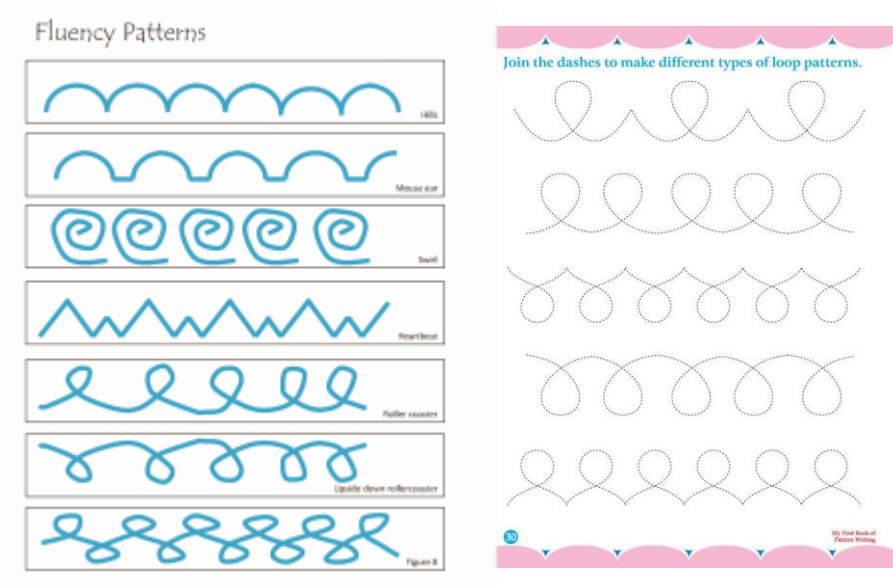 Fluency Patterns
Hills
Mouse ear
Swirl
Heartbeat
Roller coaster
Upside down rollercoaster
Figure 8
Join the dashes to make different types of loop patterns.
30
My First Book of
Pattern Writing